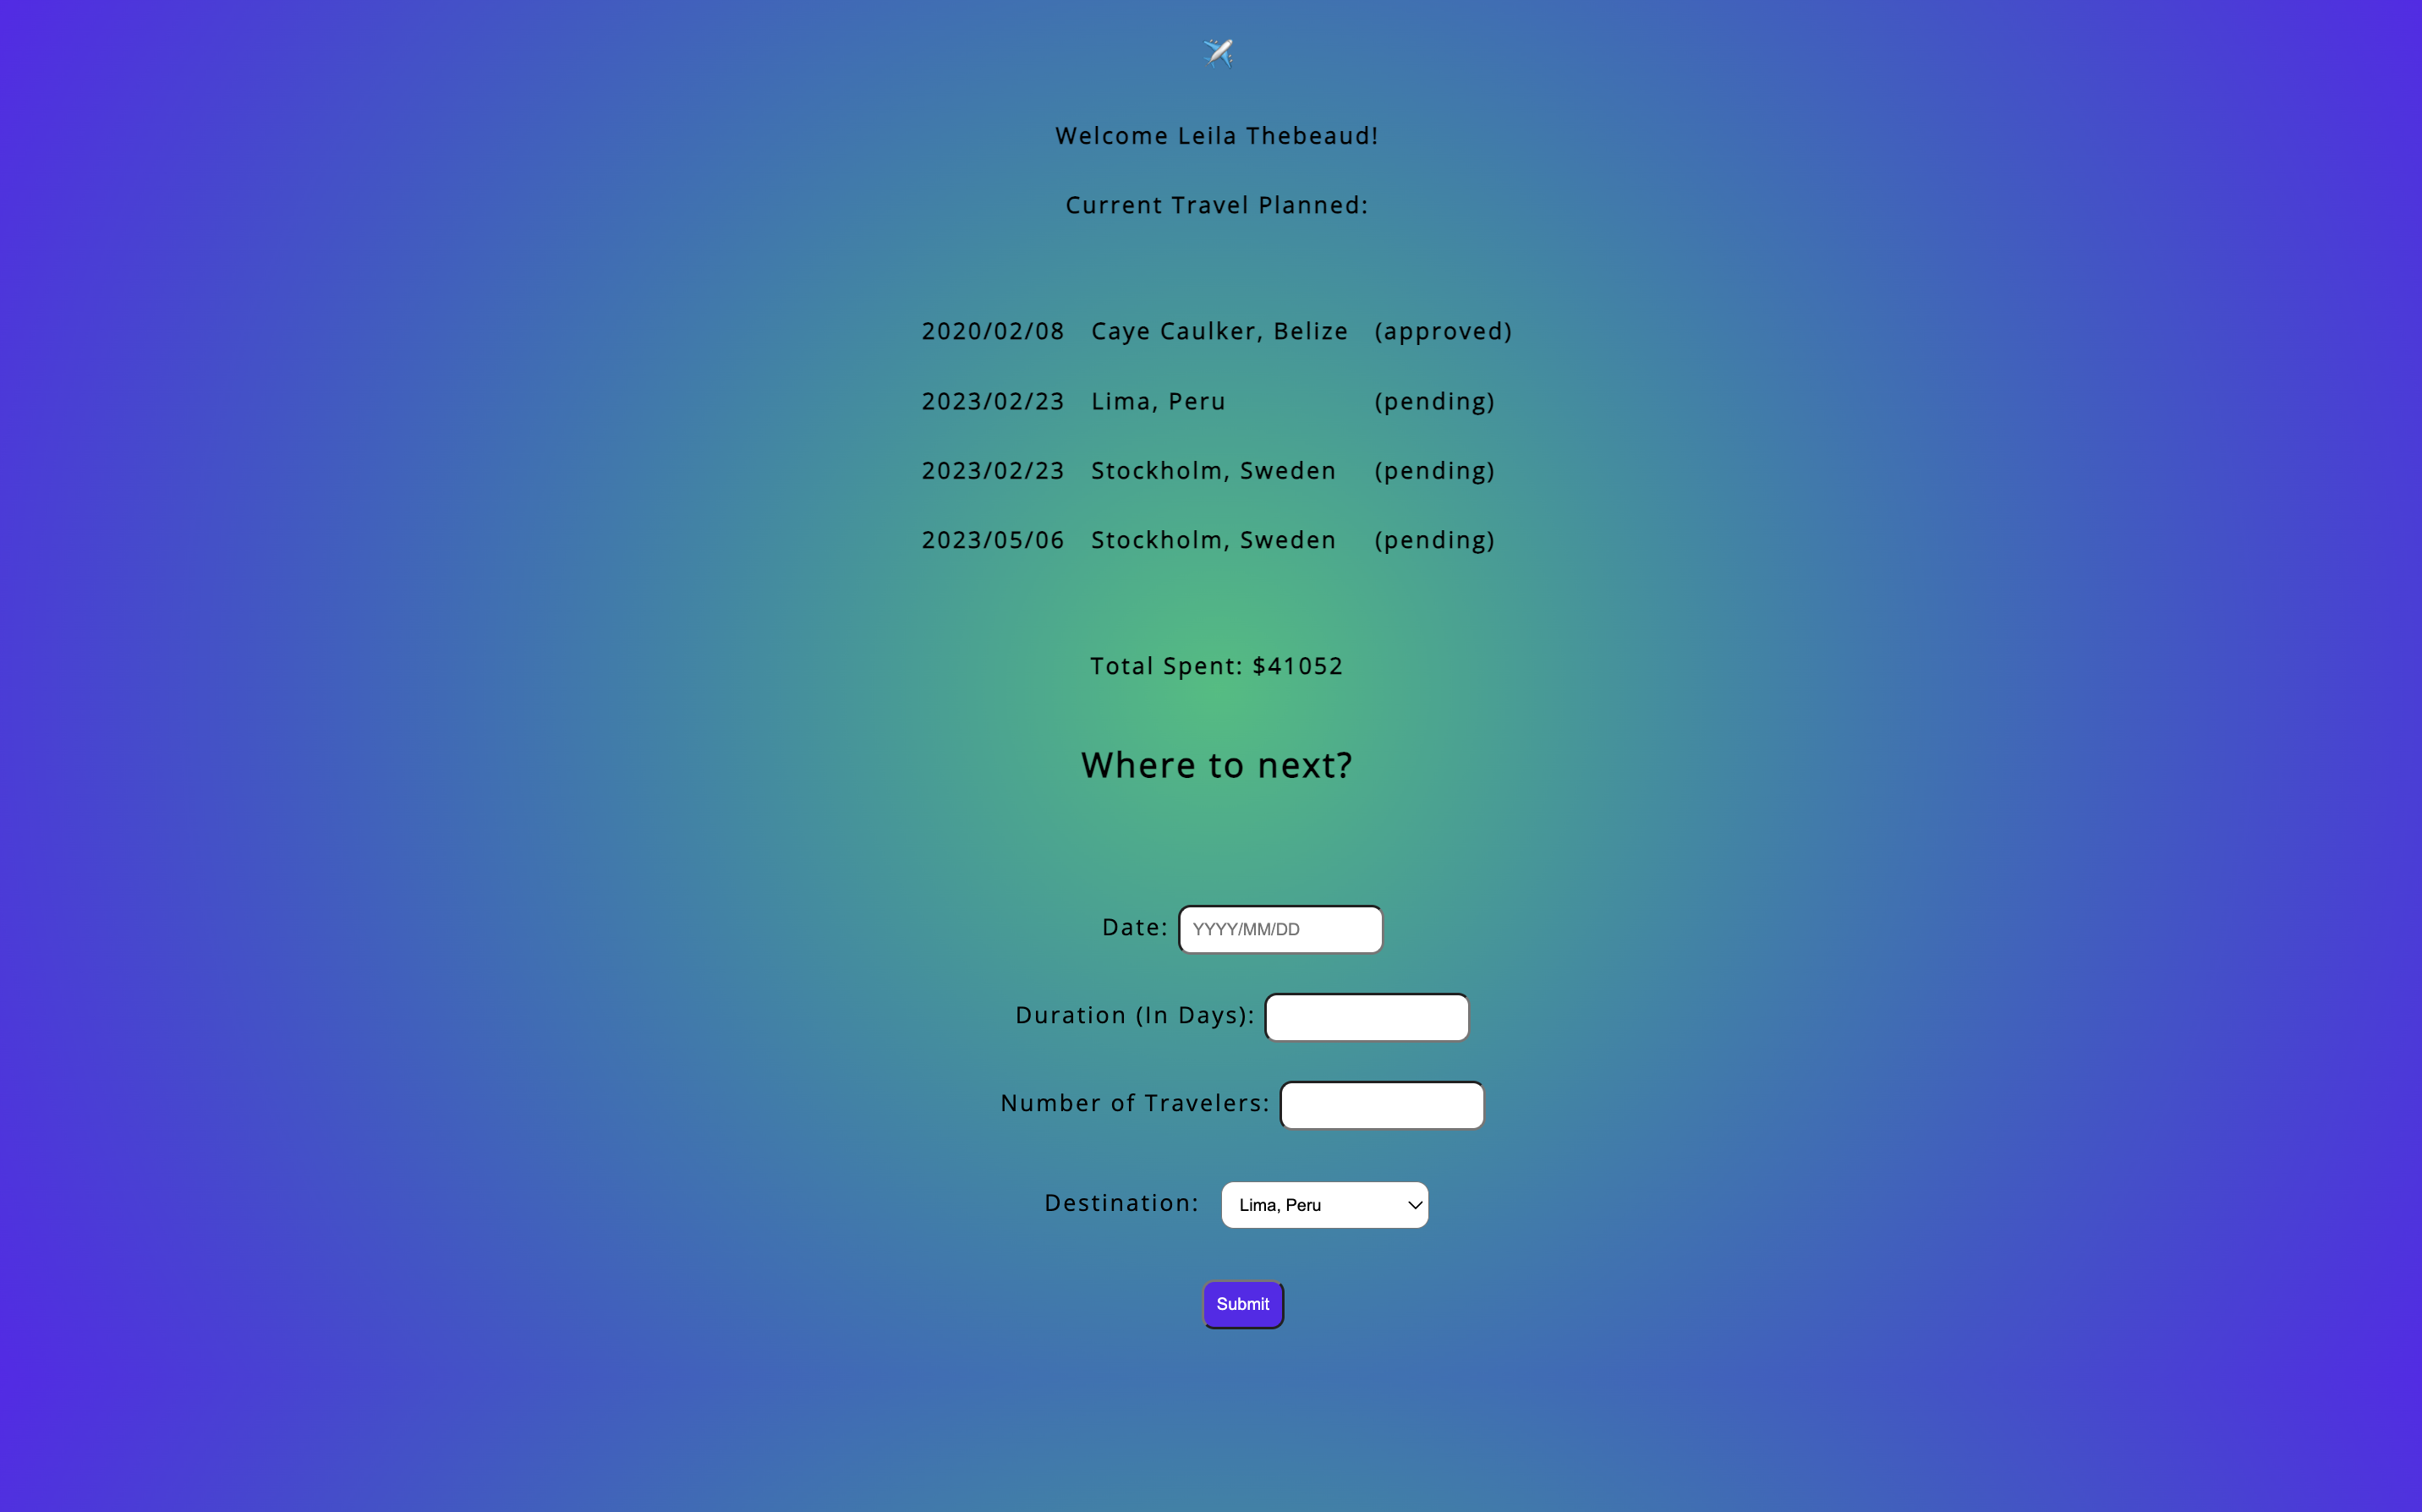 Welcome Leila Thebeaud!
Current Travel Planned:
2020/02/08 Caye Caulker, Belize (approved)
2023/02/23 Lima, Peru (pending)
2023/02/23 Stockholm, Sweden (pending)
2023/05/06 Stockholm, Sweden (pending)
Total Spent: $41052
Where to next?
Date: YYYY/MM/DD
Duration (In Days):
Number of Travelers:
Destination: Lima, Peru
Submit